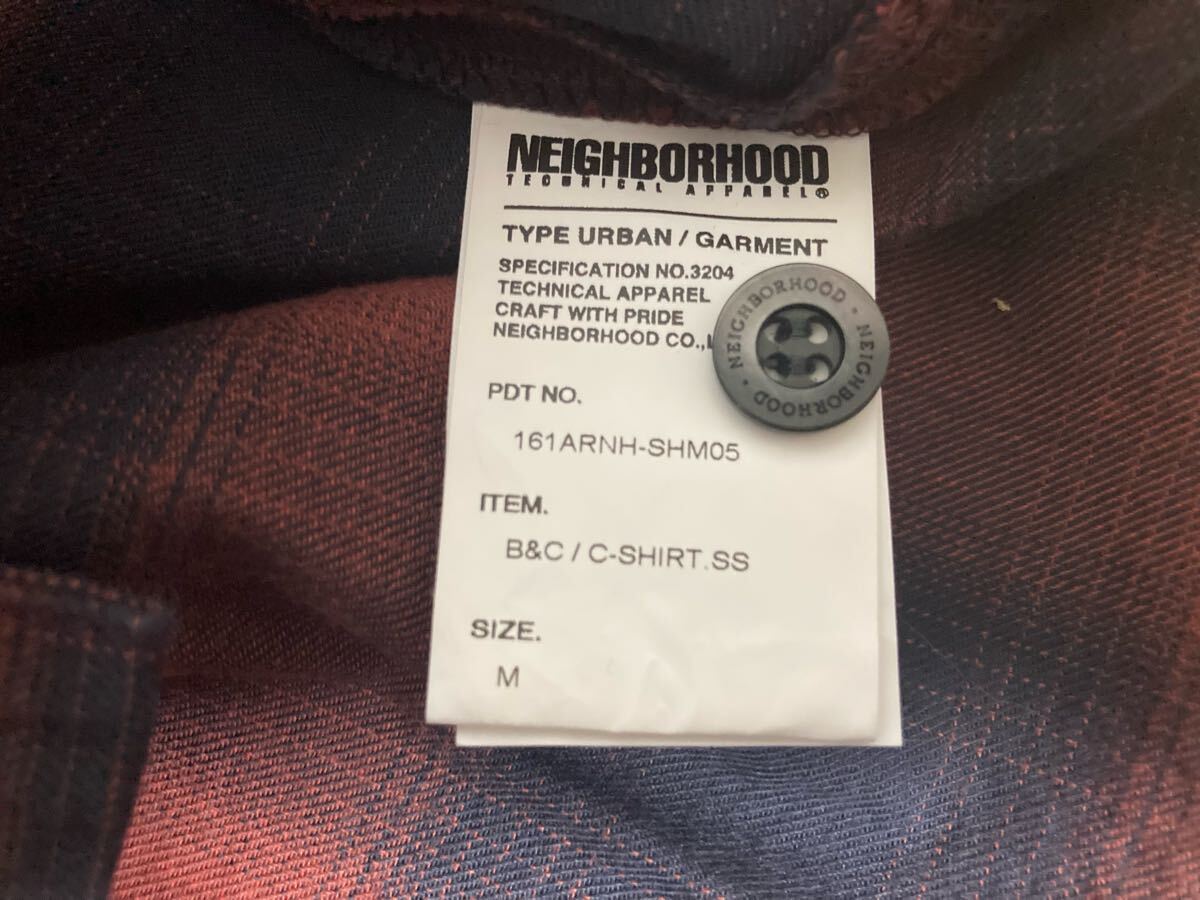 NEIGHBORHOOD
TECHNICAL APPAREL®
TYPE URBAN / GARMENT
SPECIFICATION NO.3204
TECHNICAL APPAREL
CRAFT WITH PRIDE
NEIGHBORHOOD CO.,
NEIGHBORHOOD • NEIGHBORHOOD • NEIGHBORHOOD •
PDT NO.
161ARNH-SHM05
ITEM.
B&C / C-SHIRT.SS
SIZE.
M